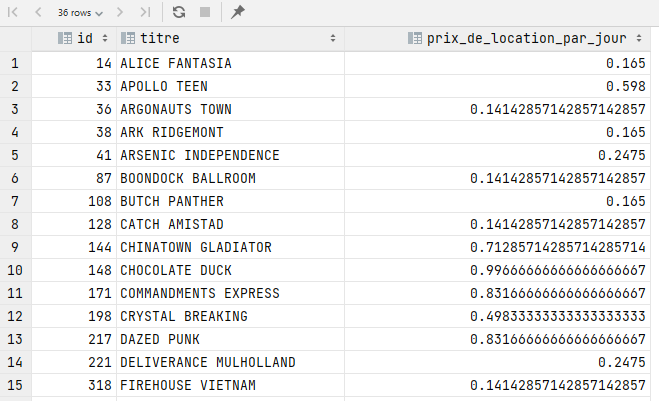 36 rows
id titre prix_de_location_par_jour
1 14 ALICE FANTASIA 0.165
2 33 APOLLO TEEN 0.598
3 36 ARGONAUTS TOWN 0.14142857142857142857
4 38 ARK RIDGEMONT 0.165
5 41 ARSENIC INDEPENDENCE 0.2475
6 87 BOONDOCK BALLROOM 0.14142857142857142857
7 108 BUTCH PANTHER 0.165
8 128 CATCH AMISTAD 0.14142857142857142857
9 144 CHINATOWN GLADIATOR 0.71285714285714285714
10 148 CHOCOLATE DUCK 0.99666666666666666667
11 171 COMMANDMENTS EXPRESS 0.83166666666666666667
12 198 CRYSTAL BREAKING 0.49833333333333333333
13 217 DAZED PUNK 0.83166666666666666667
14 221 DELIVERANCE MULHOLLAND 0.2475
15 318 FIREHOUSE VIETNAM 0.14142857142857142857